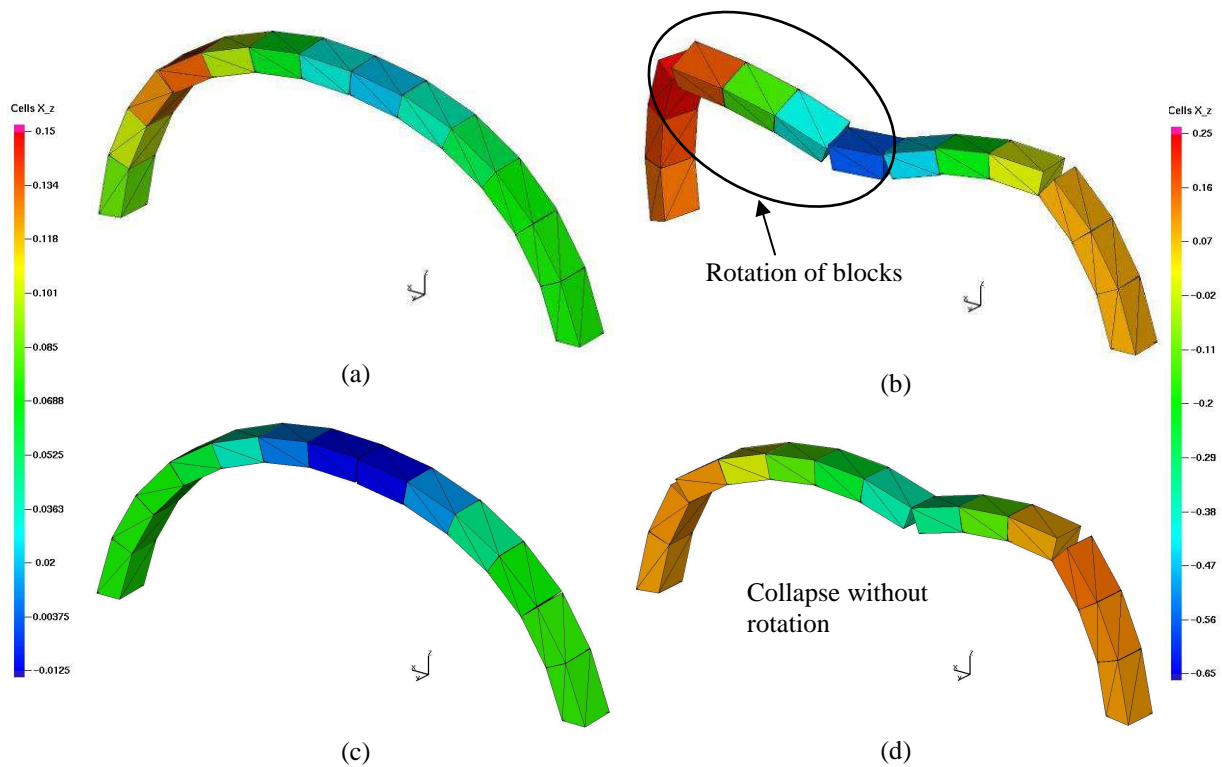 Cells X_z
0.15
0.134
0.118
0.101
0.085
0.0688
0.0525
0.0363
0.02
0.00375
-0.0125
(a)
Rotation of blocks
(b)
Cells X_z
0.25
0.16
0.07
-0.02
-0.11
-0.2
-0.29
-0.38
-0.47
-0.56
-0.65
(c)
Collapse without
rotation
(d)